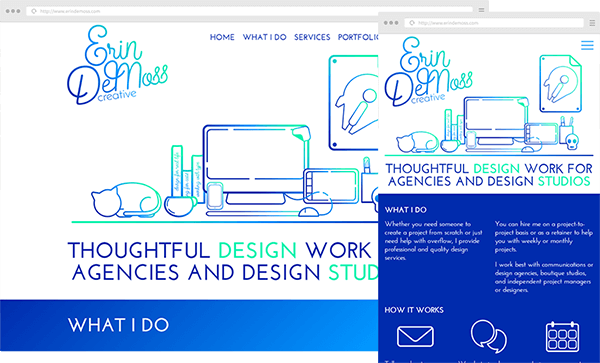 http://www.erindemoss.com
Erin
DeMoss
creative
HOME WHAT I DO SERVICES PORTFOLIO
THOUGHTFUL DESIGN WORK
AGENCIES AND DESIGN STUD
WHAT I DO
http://www.erindemoss.com
Erin
DeMoss
creative
THOUGHTFUL DESIGN WORK FOR
AGENCIES AND DESIGN STUDIOS
WHAT I DO
Whether you need someone to
create a project from scratch or just
need help with overflow, I provide
professional and quality design
services.
You can hire me on a project-to-
project basis or as a retainer to help
you with weekly or monthly
projects.
I work best with communications or
design agencies, boutique studios,
and independent project managers
or designers.
HOW IT WORKS